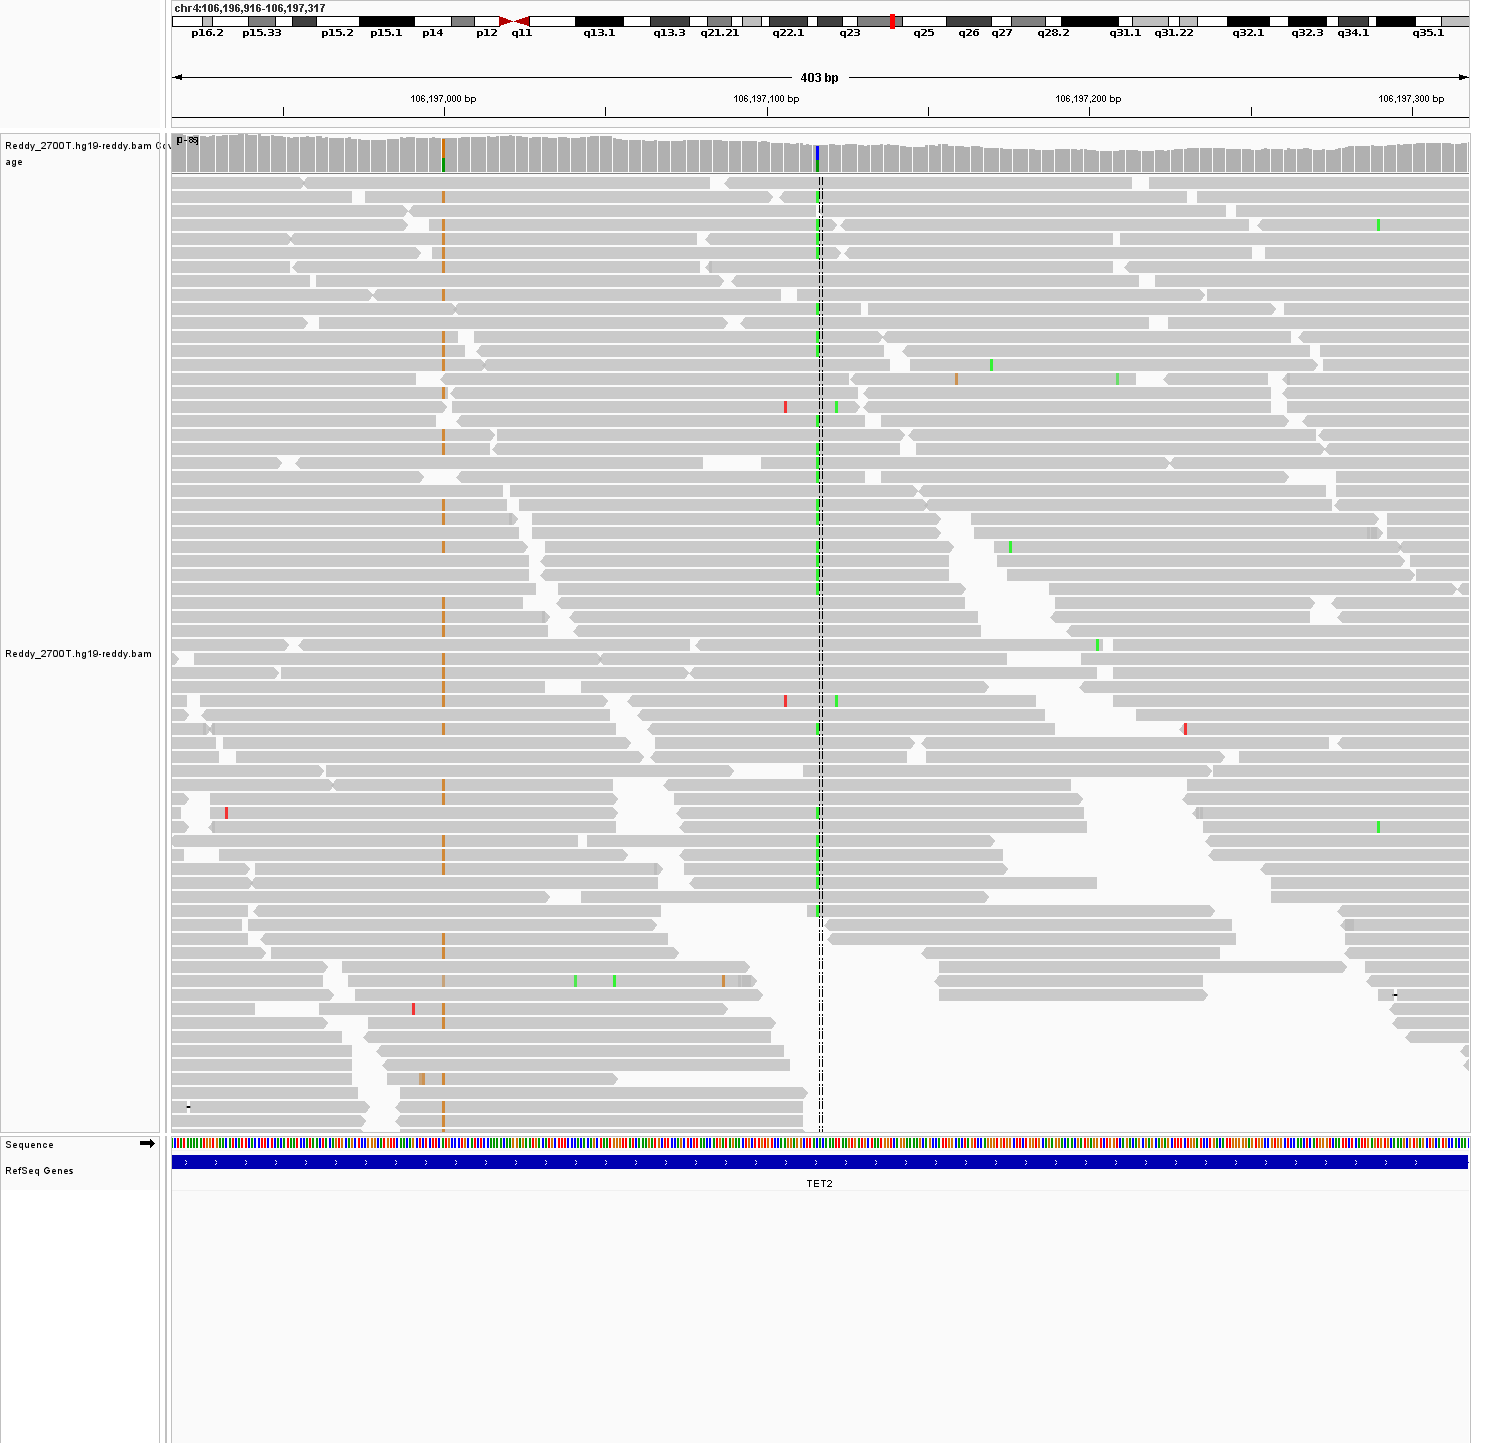 chr4:106,196,916-106,197,317
p16.2 p15.33 p15.2 p15.1 p14 p12 q11 q13.1 q13.3 q21.21 q22.1 q23 q25 q26 q27 q28.2 q31.1 q31.22 q32.1 q32.3 q34.1 q35.1
403 bp
106,197,000 bp 106,197,100 bp 106,197,200 bp 106,197,300 bp
Reddy_2700T.hg19-reddy.bam Cov
age
Reddy_2700T.hg19-reddy.bam
Sequence
RefSeq Genes
TET2